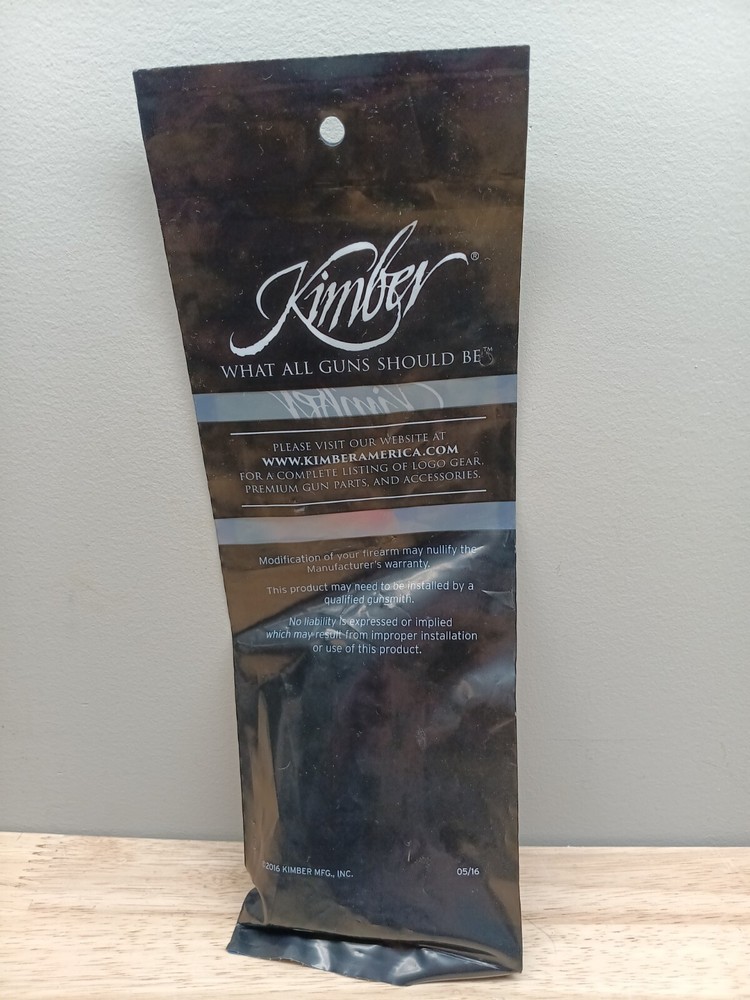 Kimber®
WHAT ALL GUNS SHOULD BE™
Kimber
PLEASE VISIT OUR WEBSITE AT
WWW.KIMBERAMERICA.COM
FOR A COMPLETE LISTING OF LOGO GEAR,
PREMIUM GUN PARTS, AND ACCESSORIES.
Modification of your firearm may nullify the
Manufacturer's warranty.
This product may need to be installed by a
qualified gunsmith.
No liability is expressed or implied
which may result from improper installation
or use of this product.
©2016 KIMBER MFG., INC.
05/16